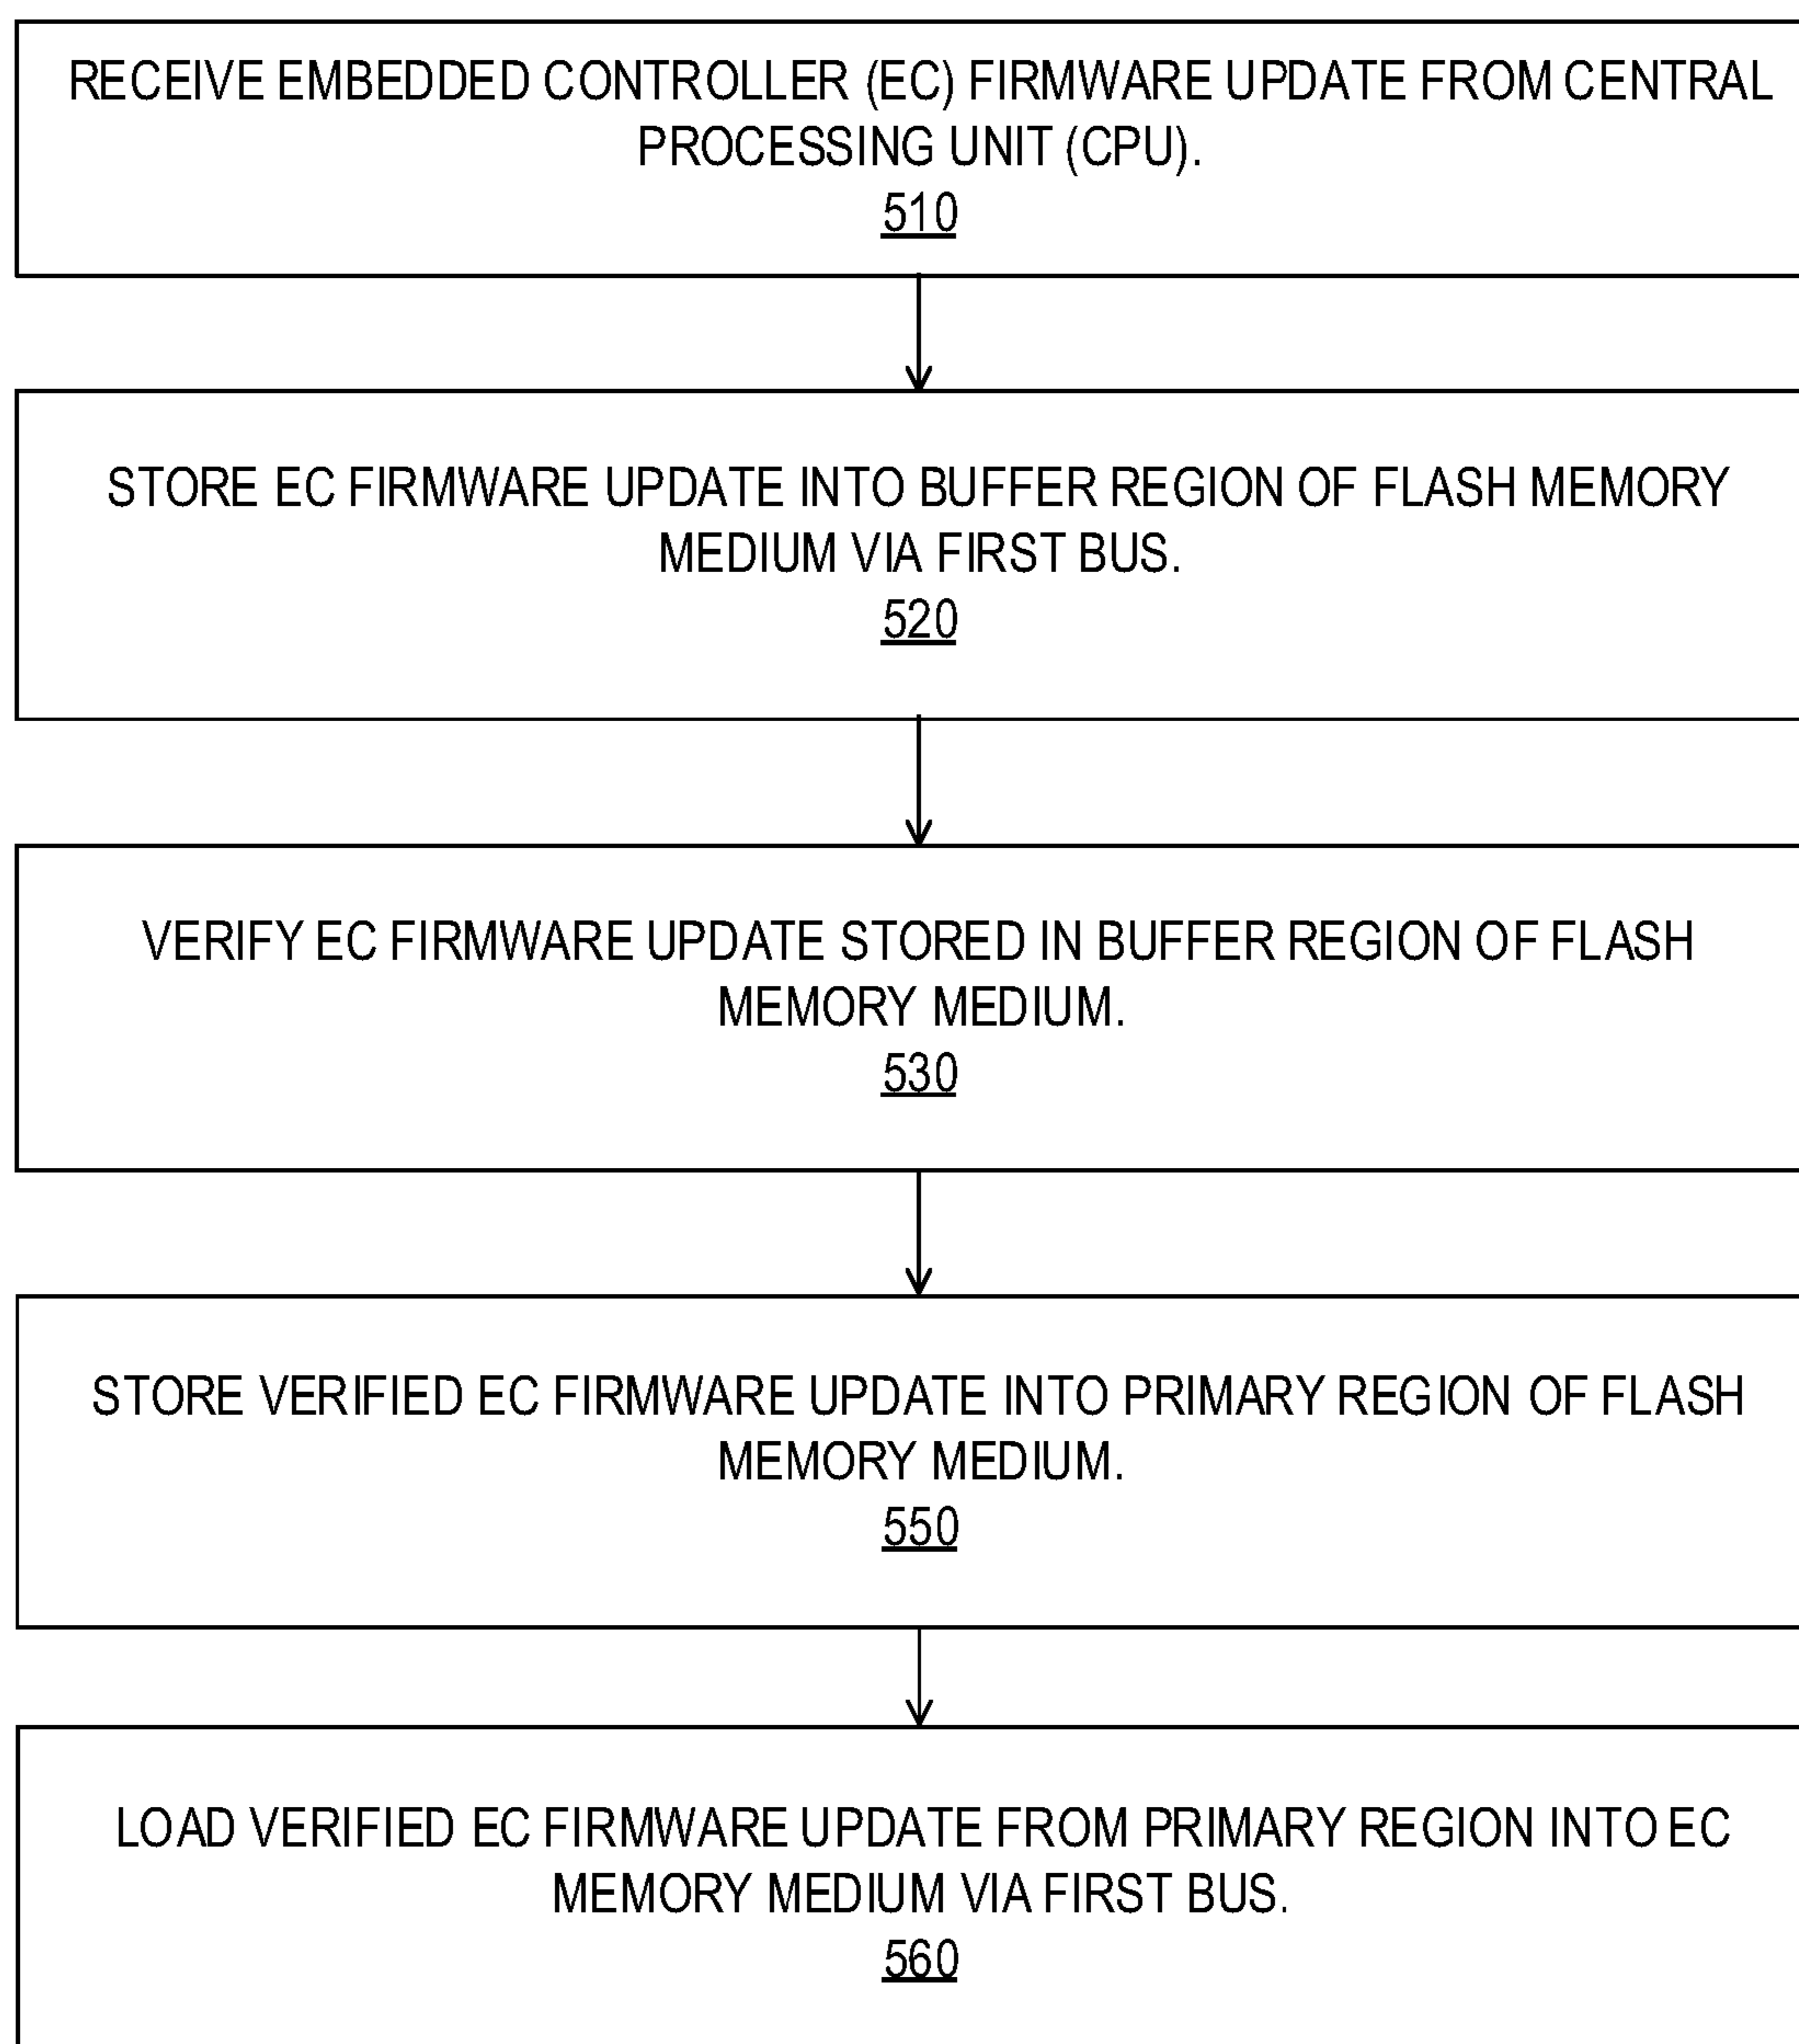 RECEIVE EMBEDDED CONTROLLER (EC) FIRMWARE UPDATE FROM CENTRAL
PROCESSING UNIT (CPU).
510
STORE EC FIRMWARE UPDATE INTO BUFFER REGION OF FLASH MEMORY
MEDIUM VIA FIRST BUS.
520
VERIFY EC FIRMWARE UPDATE STORED IN BUFFER REGION OF FLASH
MEMORY MEDIUM.
530
STORE VERIFIED EC FIRMWARE UPDATE INTO PRIMARY REGION OF FLASH
MEMORY MEDIUM.
550
LOAD VERIFIED EC FIRMWARE UPDATE FROM PRIMARY REGION INTO EC
MEMORY MEDIUM VIA FIRST BUS.
560